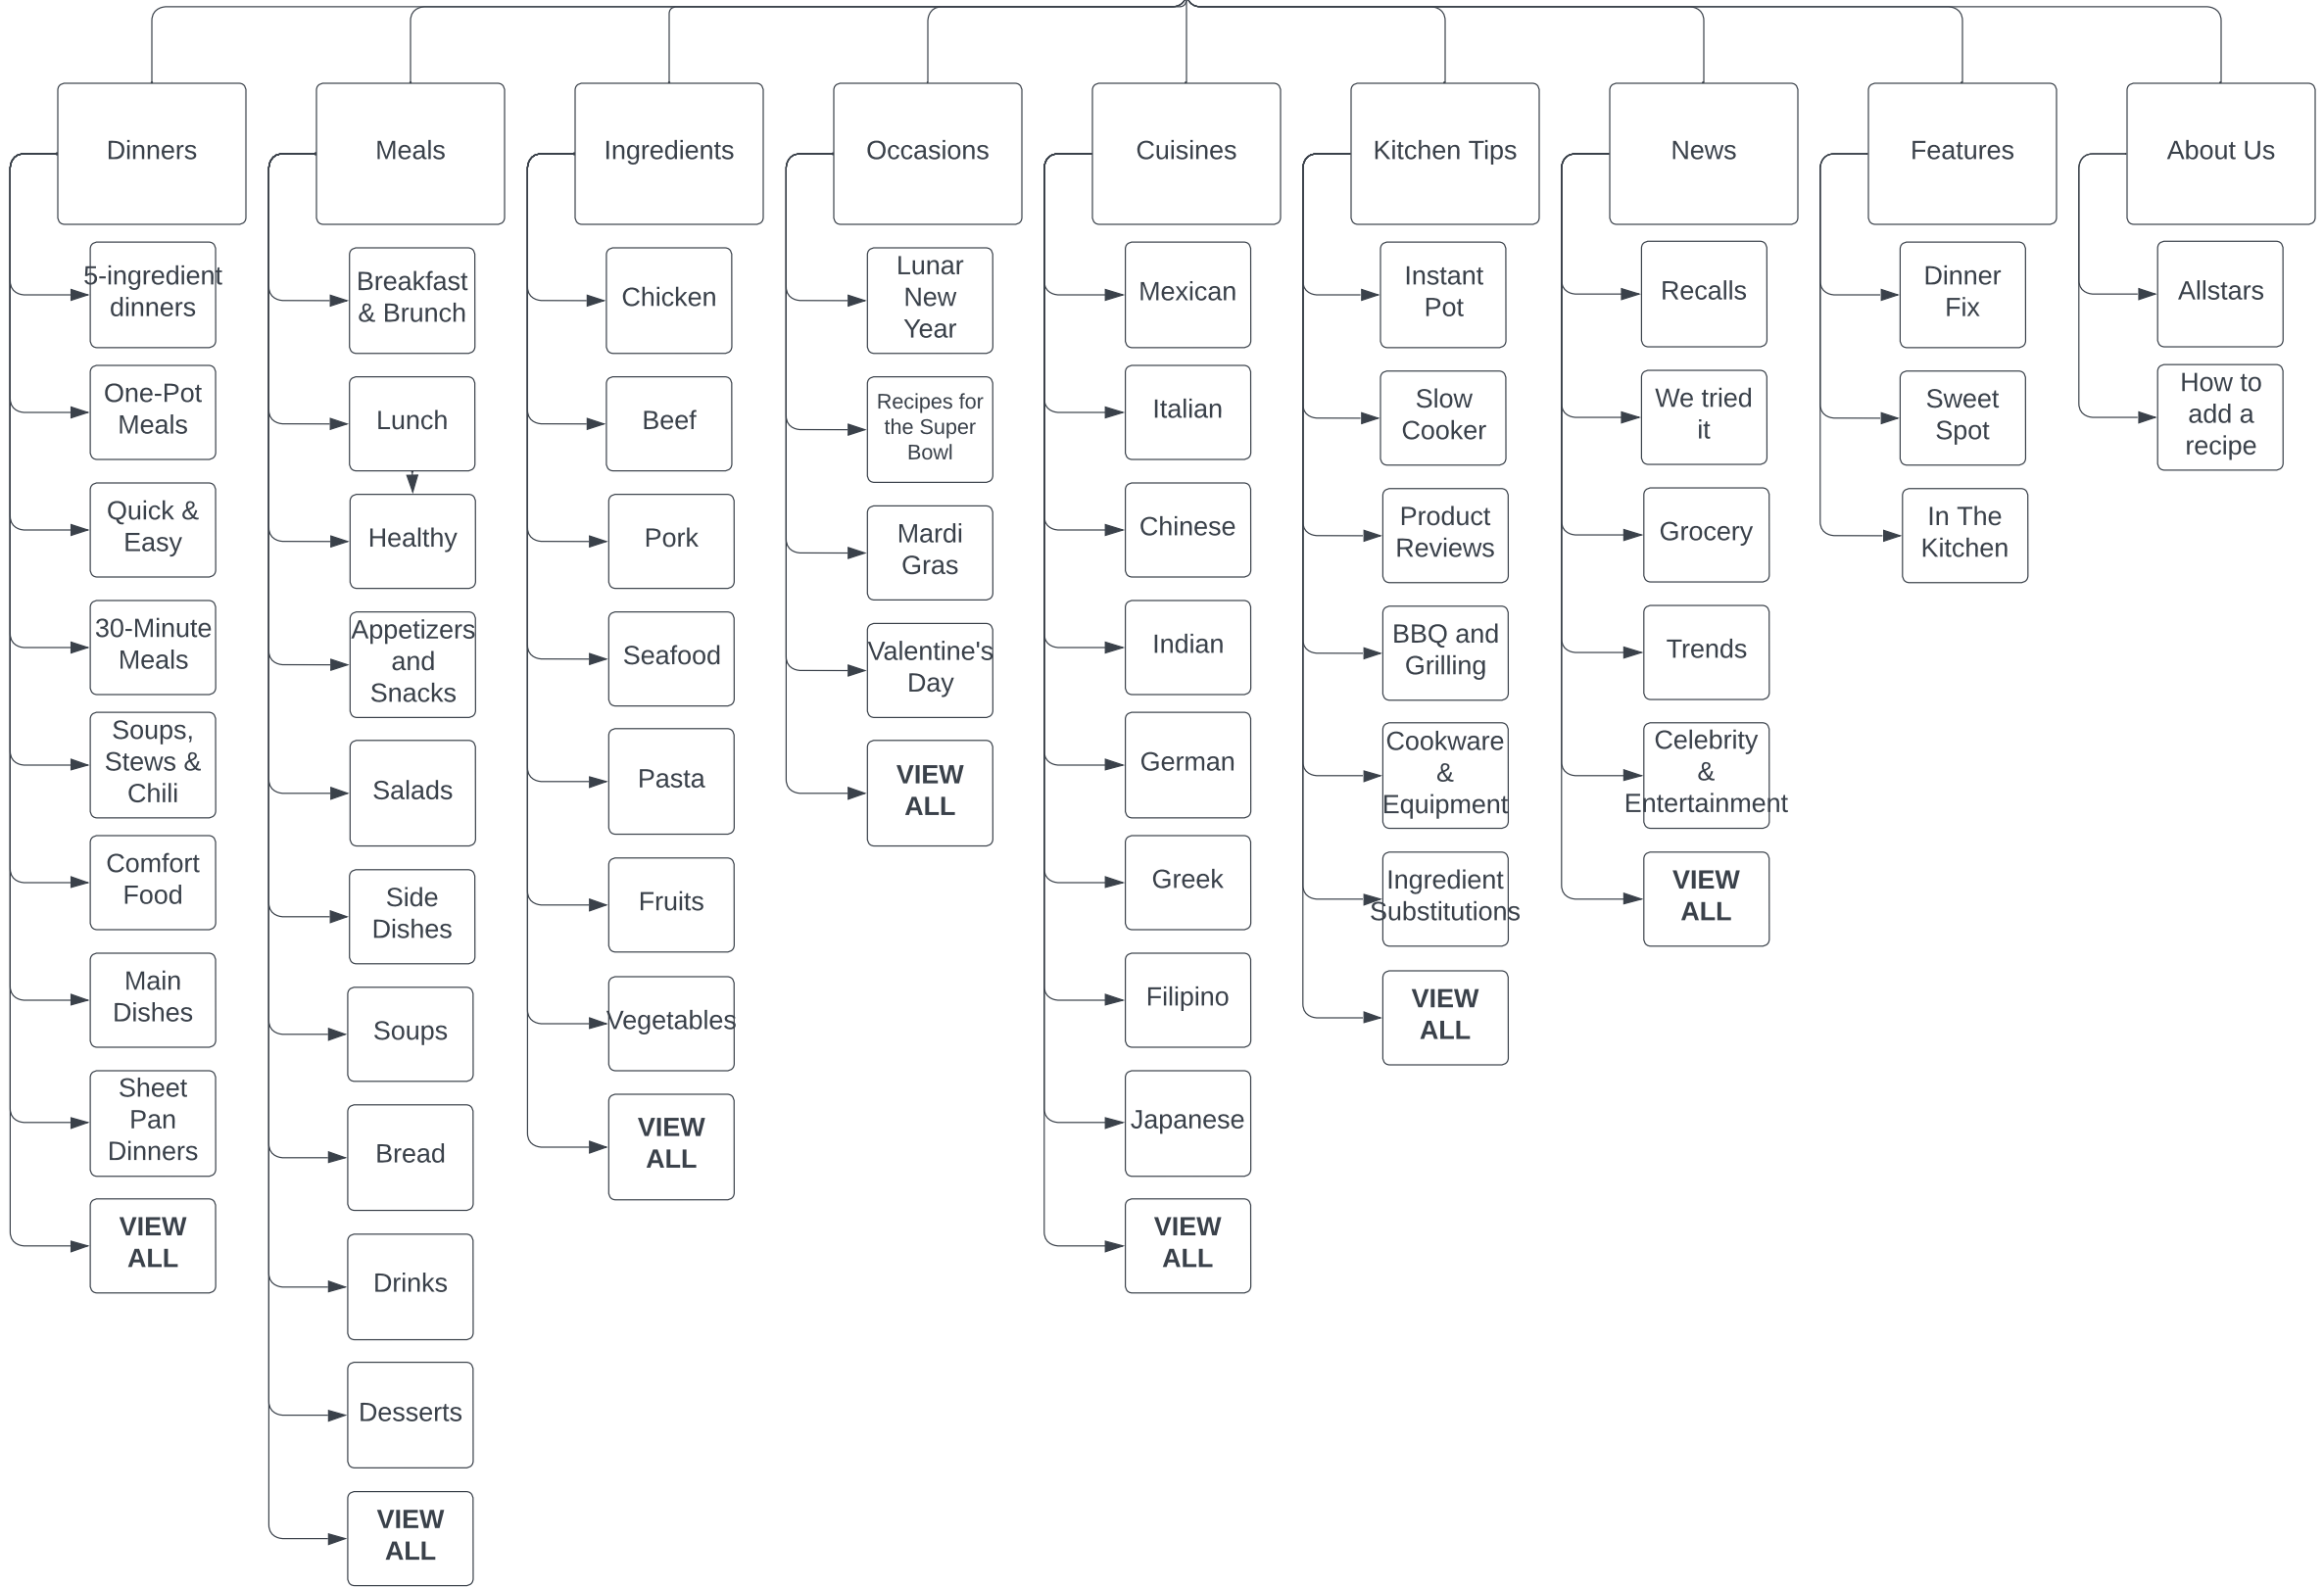 Dinners
5-ingredient
dinners
One-Pot
Meals
Quick &
Easy
30-Minute
Meals
Soups,
Stews &
Chili
Comfort
Food
Main
Dishes
Sheet
Pan
Dinners
VIEW
ALL
Meals
Breakfast
& Brunch
Lunch
Healthy
Appetizers
and
Snacks
Salads
Side
Dishes
Soups
Bread
Drinks
Desserts
VIEW
ALL
Ingredients
Chicken
Beef
Pork
Seafood
Pasta
Fruits
Vegetables
VIEW
ALL
Occasions
Lunar
New
Year
Recipes for
the Super
Bowl
Mardi
Gras
Valentine's
Day
VIEW
ALL
Cuisines
Mexican
Italian
Chinese
Indian
German
Greek
Filipino
Japanese
VIEW
ALL
Kitchen Tips
Instant
Pot
Slow
Cooker
Product
Reviews
BBQ and
Grilling
Cookware
&
Equipment
Ingredient
Substitutions
VIEW
ALL
News
Recalls
We tried
it
Grocery
Trends
Celebrity
&
Entertainment
VIEW
ALL
Features
Dinner
Fix
Sweet
Spot
In The
Kitchen
About Us
Allstars
How to
add a
recipe